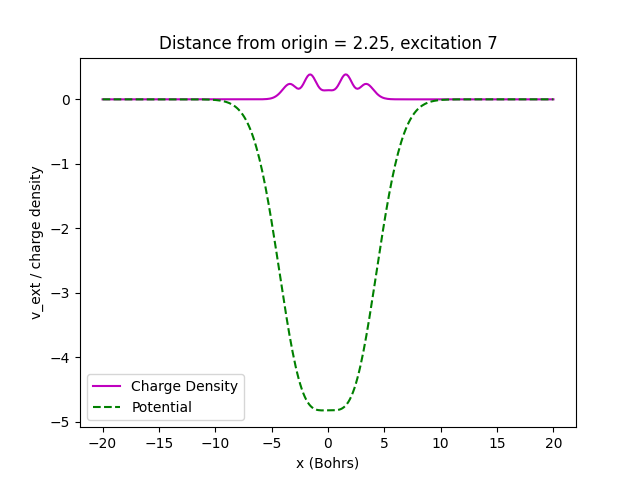 Distance from origin = 2.25, excitation 7
v_ext / charge density
0
−1
−2
−3
−4
−5
Charge Density
Potential
−20 −15 −10 −5 0 5 10 15 20
x (Bohrs)